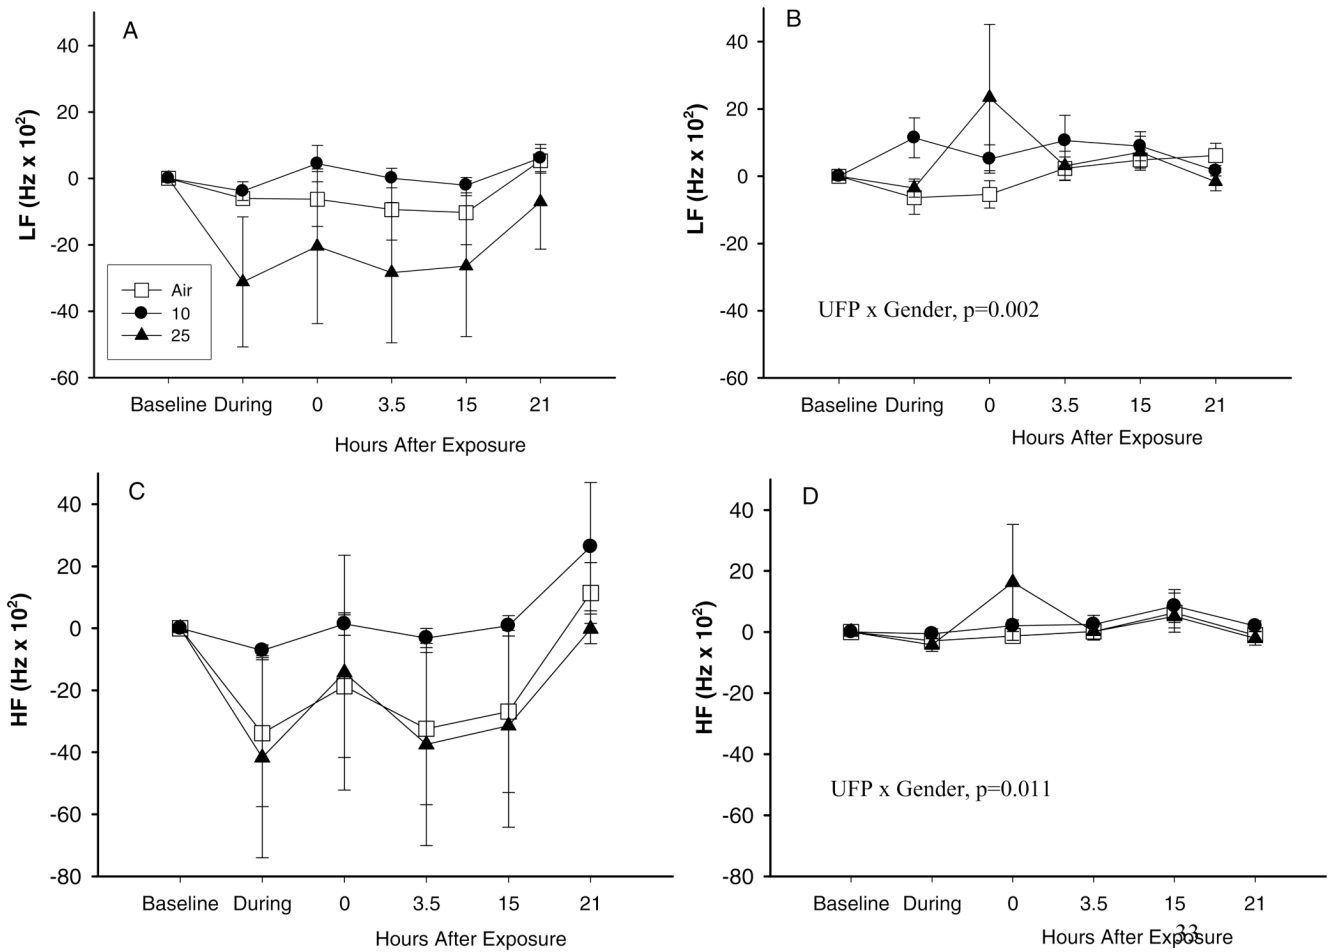 A
LF (Hz x 10²)
40
20
0
-20
-40
-60
Air
10
25
Baseline During 0 3.5 15 21
Hours After Exposure
B
LF (Hz x 10²)
40
20
0
-20
-40
-60
UFP x Gender, p=0.002
Baseline During 0 3.5 15 21
Hours After Exposure
C
HF (Hz x 10²)
40
20
0
-20
-40
-60
-80
Baseline During 0 3.5 15 21
Hours After Exposure
D
HF (Hz x 10²)
40
20
0
-20
-40
-60
-80
UFP x Gender, p=0.011
Baseline During 0 3.5 15 21
Hours After Exposure
33